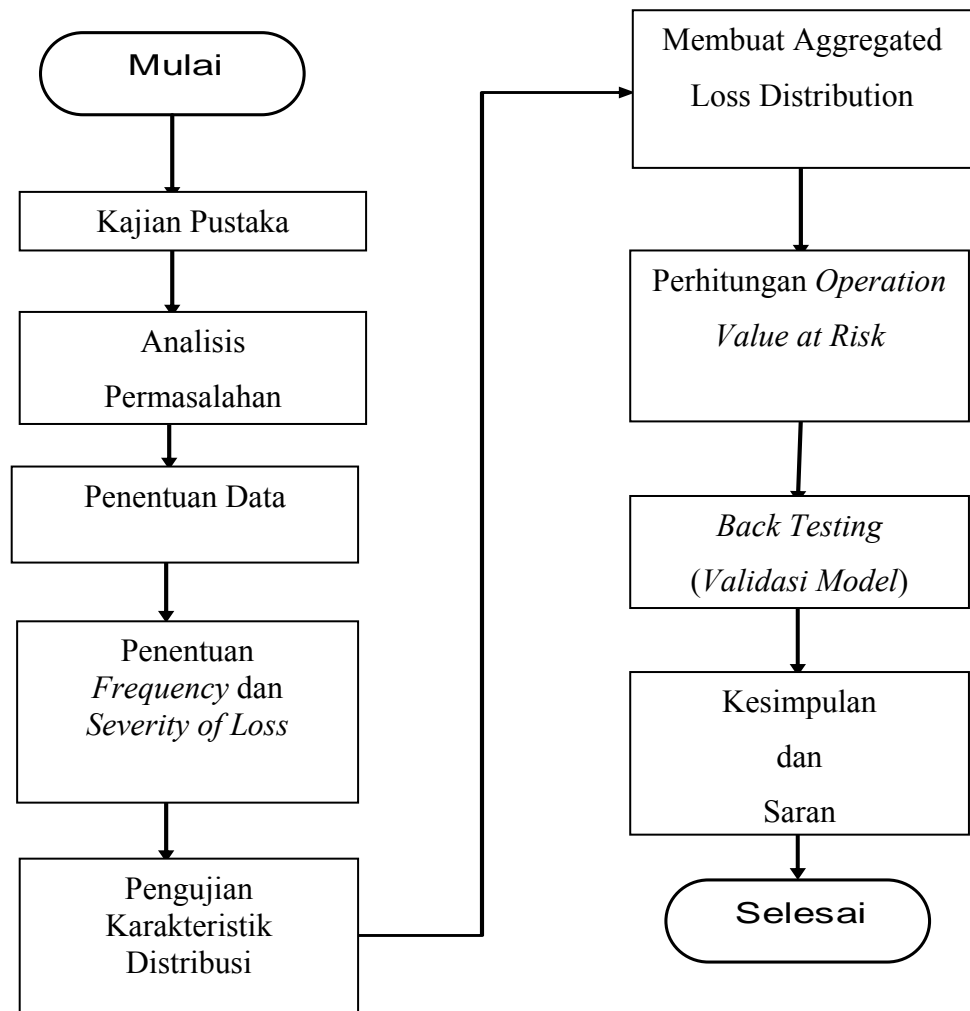 Mulai
Kajian Pustaka
Analisis
Permasalahan
Penentuan Data
Penentuan
Frequency dan
Severity of Loss
Pengujian
Karakteristik
Distribusi
Membuat Aggregated
Loss Distribution
Perhitungan Operation
Value at Risk
Back Testing
(Validasi Model)
Kesimpulan
dan
Saran
Selesai